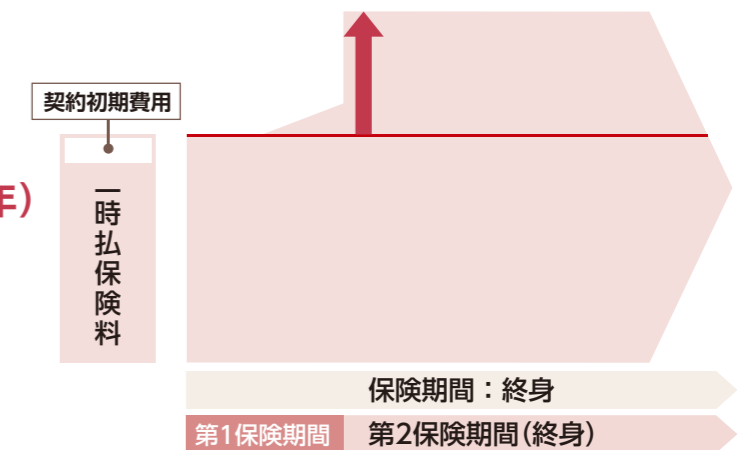 契約初期費用
年）
一時払保険料
保険期間：終身
第1保険期間
第2保険期間（終身）